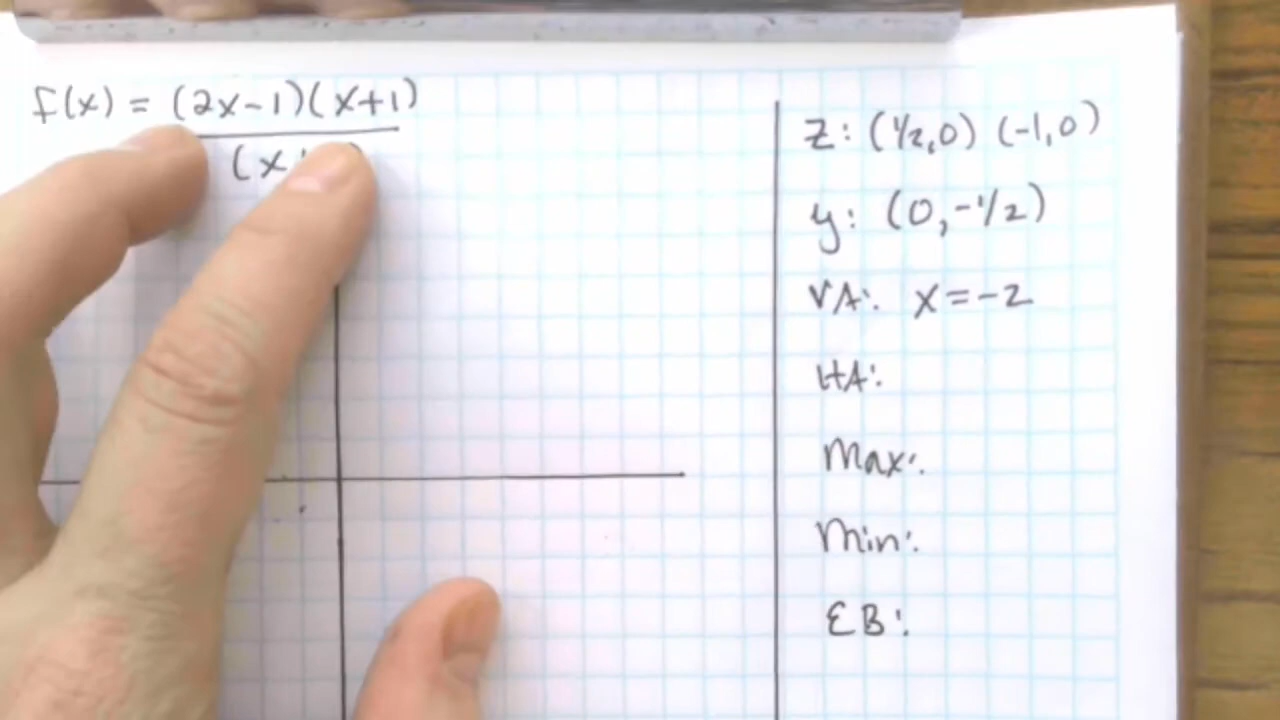 f(x) = (2x-1)(x+1)
(x
Z: (1/2,0) (-1,0)
y: (0,-1/2)
VA: x=-2
HA:
Max:
Min:
EB: